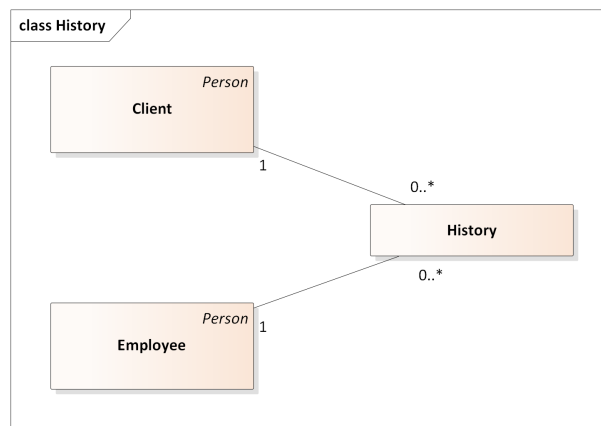 class History
Person
Client
1
0..*
History
0..*
Person
1
Employee